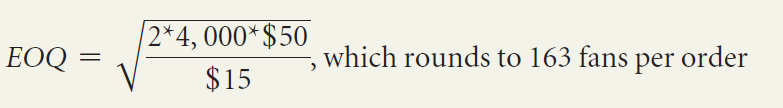 EOQ = √(2*4,000*$50 / $15), which rounds to 163 fans per order